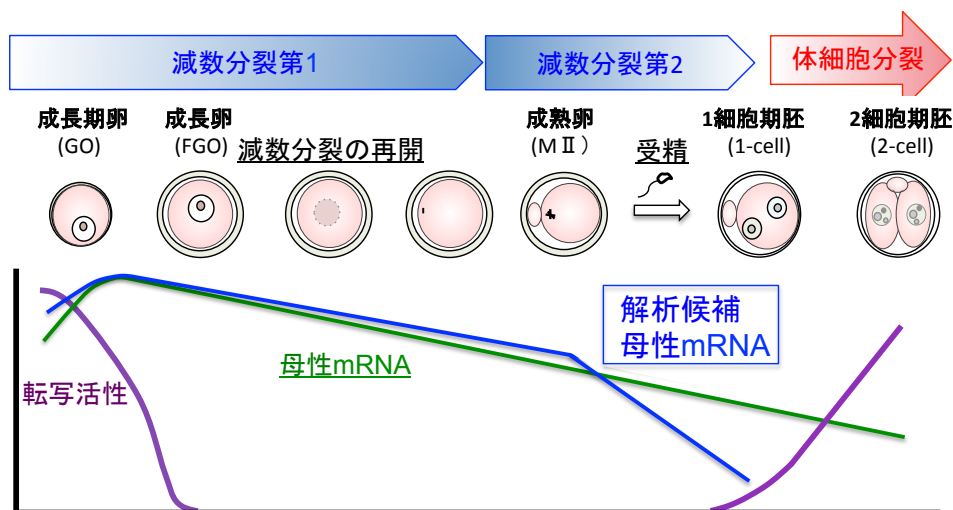 減数分裂第1
減数分裂第2
体細胞分裂
成長期卵
(GO)
成長卵
(FGO)
減数分裂の再開
成熟卵
(MⅡ)
受精
1細胞期胚
(1-cell)
2細胞期胚
(2-cell)
解析候補
母性mRNA
母性mRNA
転写活性